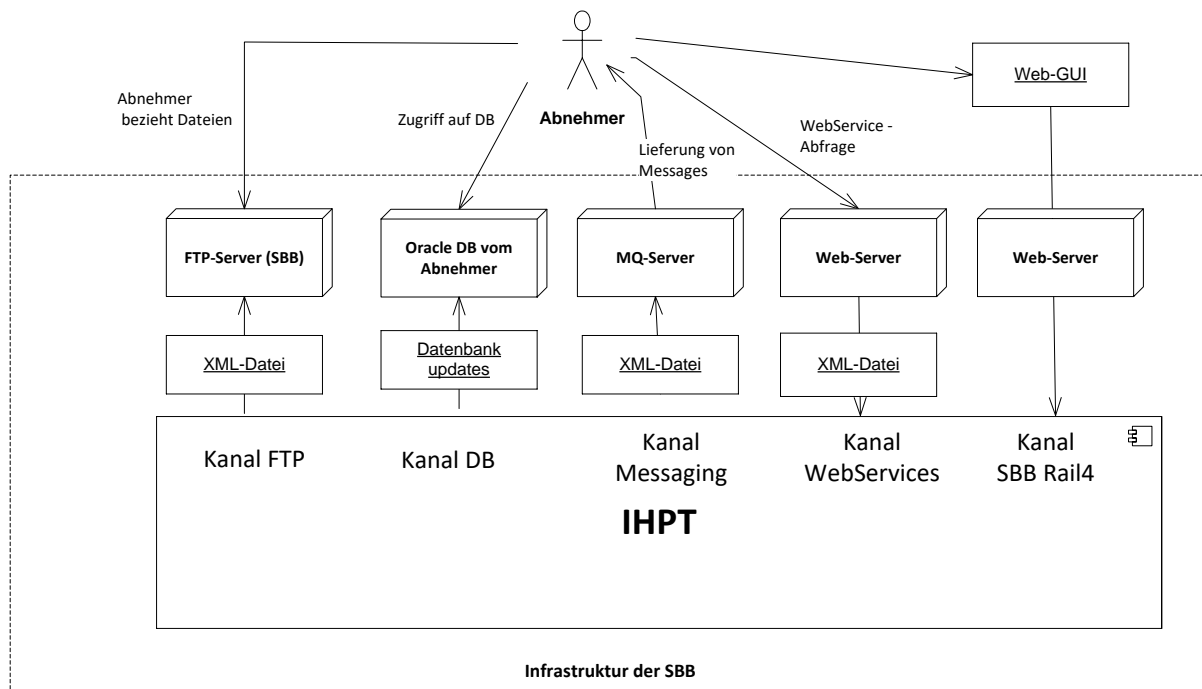 Web-GUI
Abnehmer
bezieht Dateien
Zugriff auf DB
Abnehmer
Lieferung von
Messages
WebService -
Abfrage
FTP-Server (SBB)
Oracle DB vom
Abnehmer
MQ-Server
Web-Server
Web-Server
XML-Datei
Datenbank
updates
XML-Datei
XML-Datei
Kanal FTP
Kanal DB
Kanal
Messaging
Kanal
WebServices
Kanal
SBB Rail4
IHPT
Infrastruktur der SBB